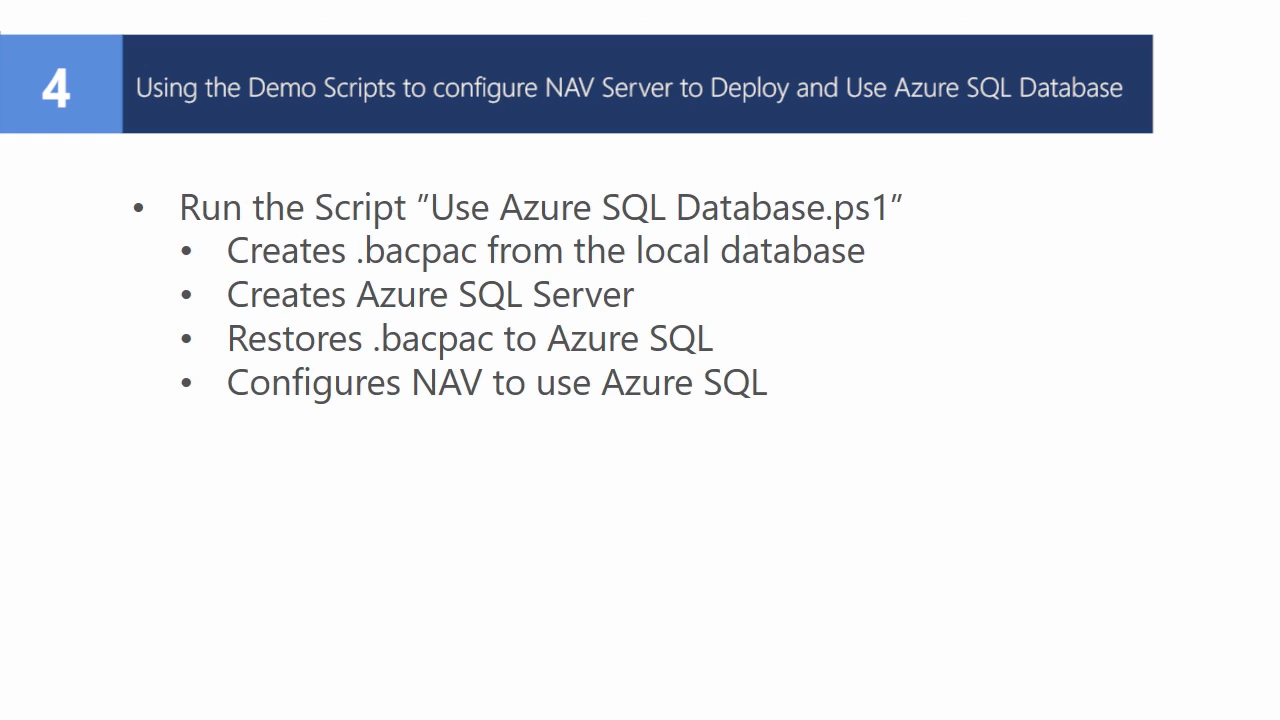 4
Using the Demo Scripts to configure NAV Server to Deploy and Use Azure SQL Database
• Run the Script ”Use Azure SQL Database.ps1”
• Creates .bacpac from the local database
• Creates Azure SQL Server
• Restores .bacpac to Azure SQL
• Configures NAV to use Azure SQL